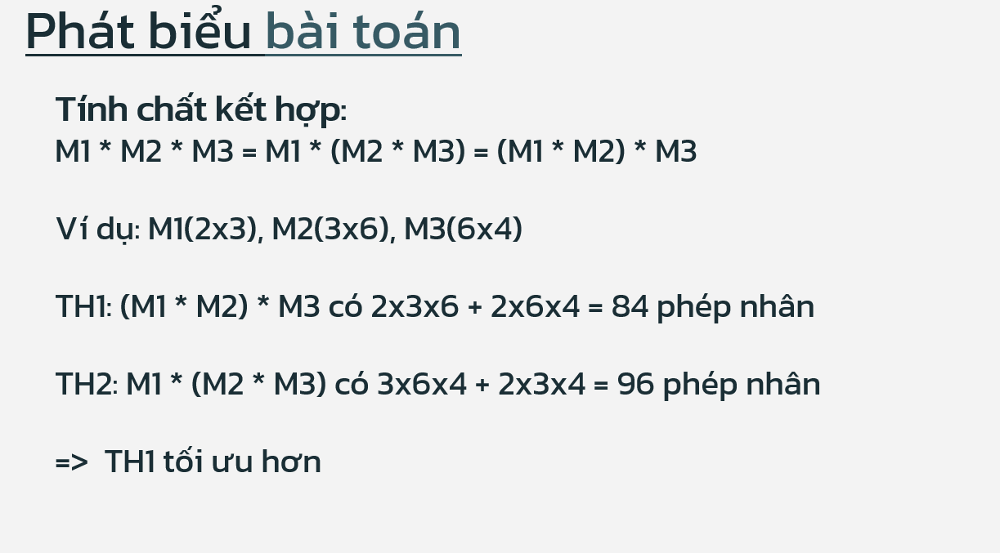 Phát biểu bài toán
Tính chất kết hợp:
M1 * M2 * M3 = M1 * (M2 * M3) = (M1 * M2) * M3
Ví dụ: M1(2x3), M2(3x6), M3(6x4)
TH1: (M1 * M2) * M3 có 2x3x6 + 2x6x4 = 84 phép nhân
TH2: M1 * (M2 * M3) có 3x6x4 + 2x3x4 = 96 phép nhân
=> TH1 tối ưu hơn